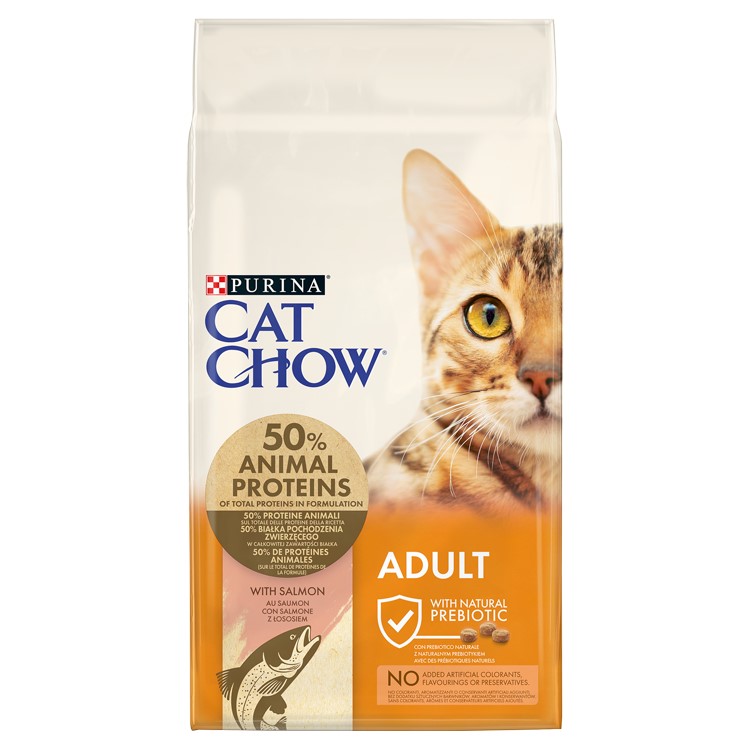 PURINA®
CAT
CHOW®
50%
ANIMAL
PROTEINS
OF TOTAL PROTEINS IN FORMULATION
50% PROTEINE ANIMALI
SUL TOTALE DELLE PROTEINE DELLA RICETTA
50% BIAŁKA POCHODZENIA
ZWIERZĘCEGO
W CAŁKOWITEJ ZAWARTOŚCI BIAŁKA
50% DE PROTÉINES
ANIMALES
(SUR LE TOTAL DE PROTÉINES DE
LA FORMULE)
WITH SALMON
AU SAUMON
CON SALMONE
Z ŁOSOSIEM
ADULT
WITH NATURAL
PREBIOTIC
CON PREBIOTICO NATURALE
Z NATURALNYM PREBIOTYKIEM
AVEC DES PRÉBIOTIQUES NATURELS
NO ADDED ARTIFICIAL COLORANTS,
FLAVOURINGS OR PRESERVATIVES.